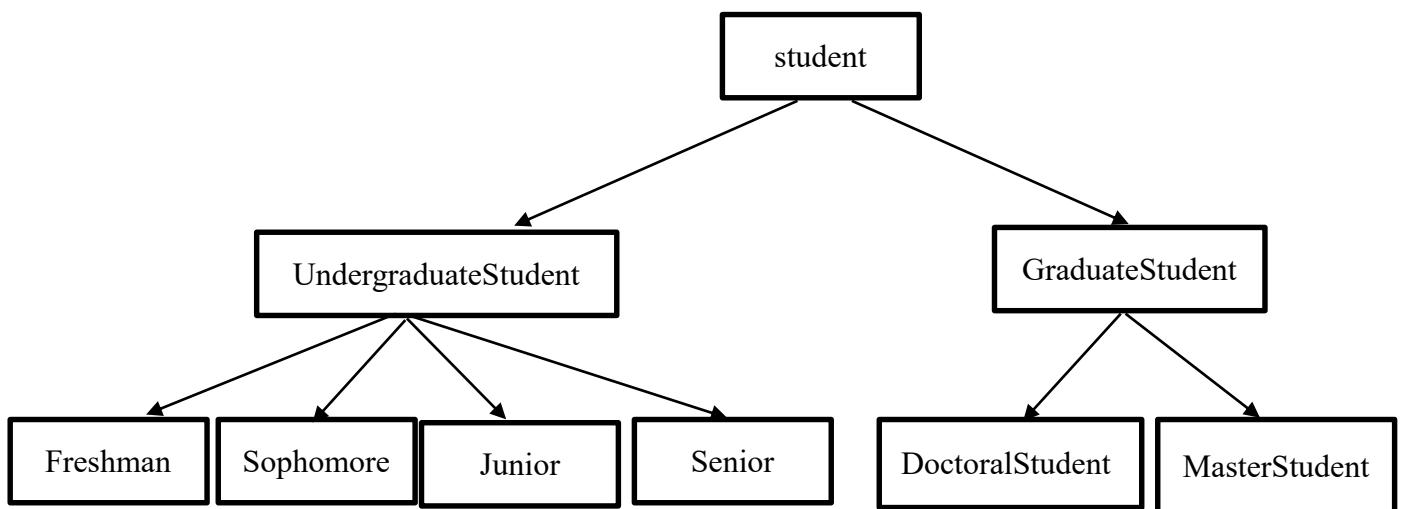 student
UndergraduateStudent
GraduateStudent
Freshman
Sophomore
Junior
Senior
DoctoralStudent
MasterStudent